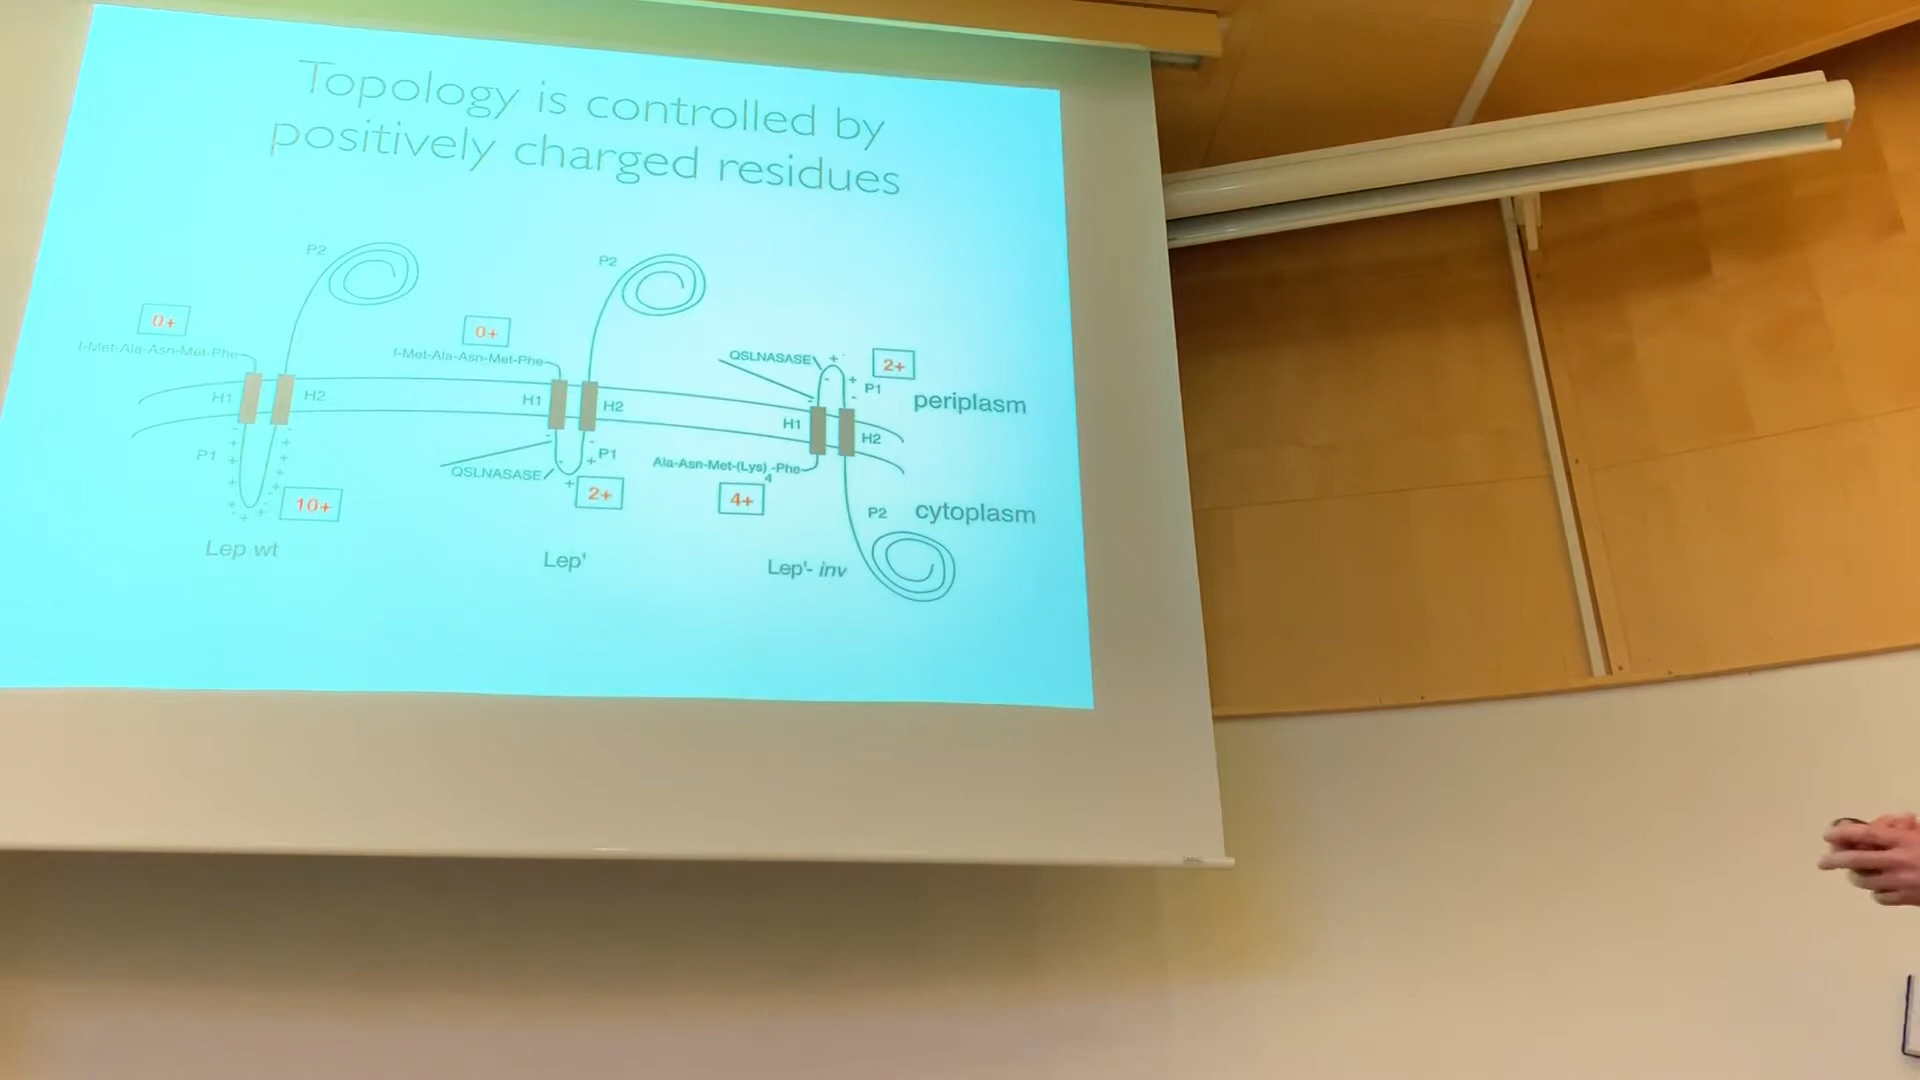 Topology is controlled by
positively charged residues
P2
0+
f-Met-Ala-Asn-Met-Phe
H1
H2
P1
10+
Lep wt
P2
0+
f-Met-Ala-Asn-Met-Phe
H1
H2
P1
QSLNASASE
2+
Lep'
QSLNASASE
2+
P1
periplasm
H1
H2
Ala-Asn-Met-(Lys)4-Phe
4+
P2
cytoplasm
Lep'- inv